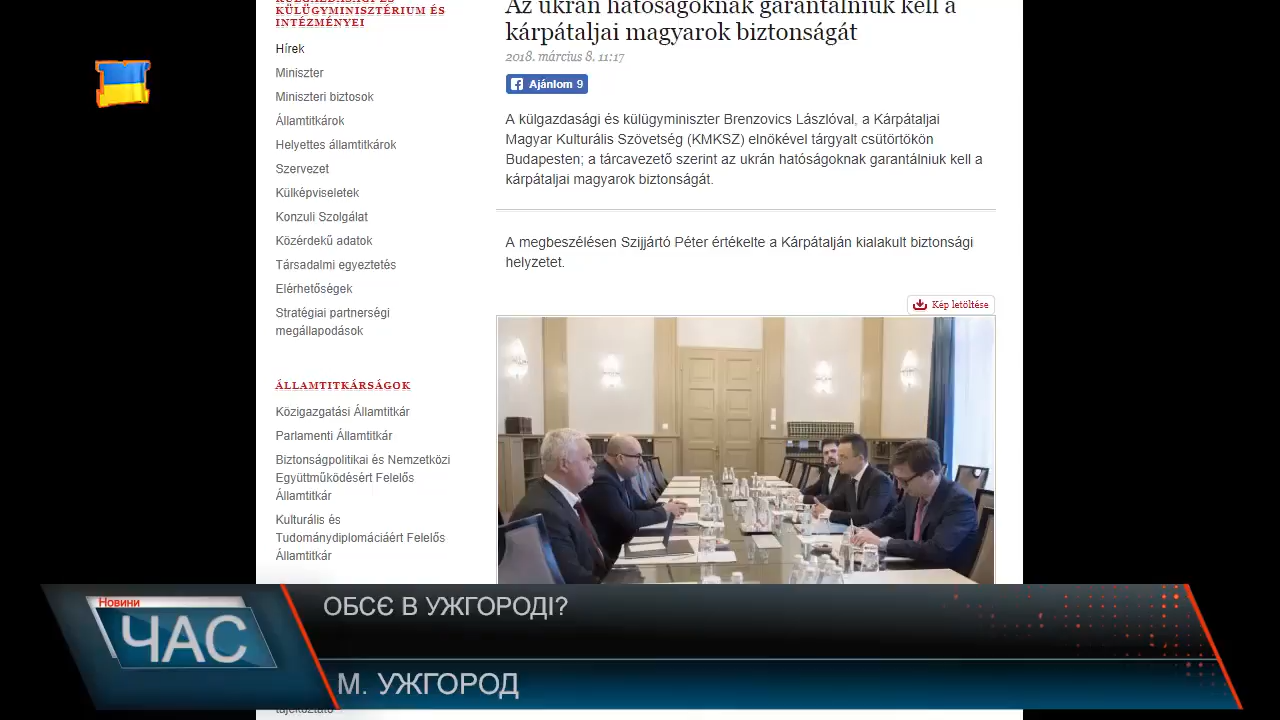 KÜLÜGYMINISZTÉRIUM ÉS
INTÉZMÉNYEI
Hírek
Miniszter
Miniszteri biztosok
Államtitkárok
Helyettes államtitkárok
Szervezet
Külképviseletek
Konzuli Szolgálat
Közérdekű adatok
Társadalmi egyeztetés
Elérhetőségek
Stratégiai partnerségi
megállapodások
ÁLLAMTITKÁRSÁGOK
Közigazgatási Államtitkár
Parlamenti Államtitkár
Biztonságpolitikai és Nemzetközi
Együttműködésért Felelős
Államtitkár
Kulturális és
Tudománydiplomáciáért Felelős
Államtitkár
Az ukrán hatóságoknak garantálniuk kell a
kárpátaljai magyarok biztonságát
2018. március 8. 11:17
Ajánlom 9
A külgazdasági és külügyminiszter Brenzovics Lászlóval, a Kárpátaljai
Magyar Kulturális Szövetség (KMKSZ) elnökével tárgyalt csütörtökön
Budapesten; a tárcavezető szerint az ukrán hatóságoknak garantálniuk kell a
kárpátaljai magyarok biztonságát.
A megbeszélésen Szijjártó Péter értékelte a Kárpátalján kialakult biztonsági
helyzetet.
Kép letöltése
Новини
ЧАС
ОБСЄ В УЖГОРОДІ?
М. УЖГОРОД